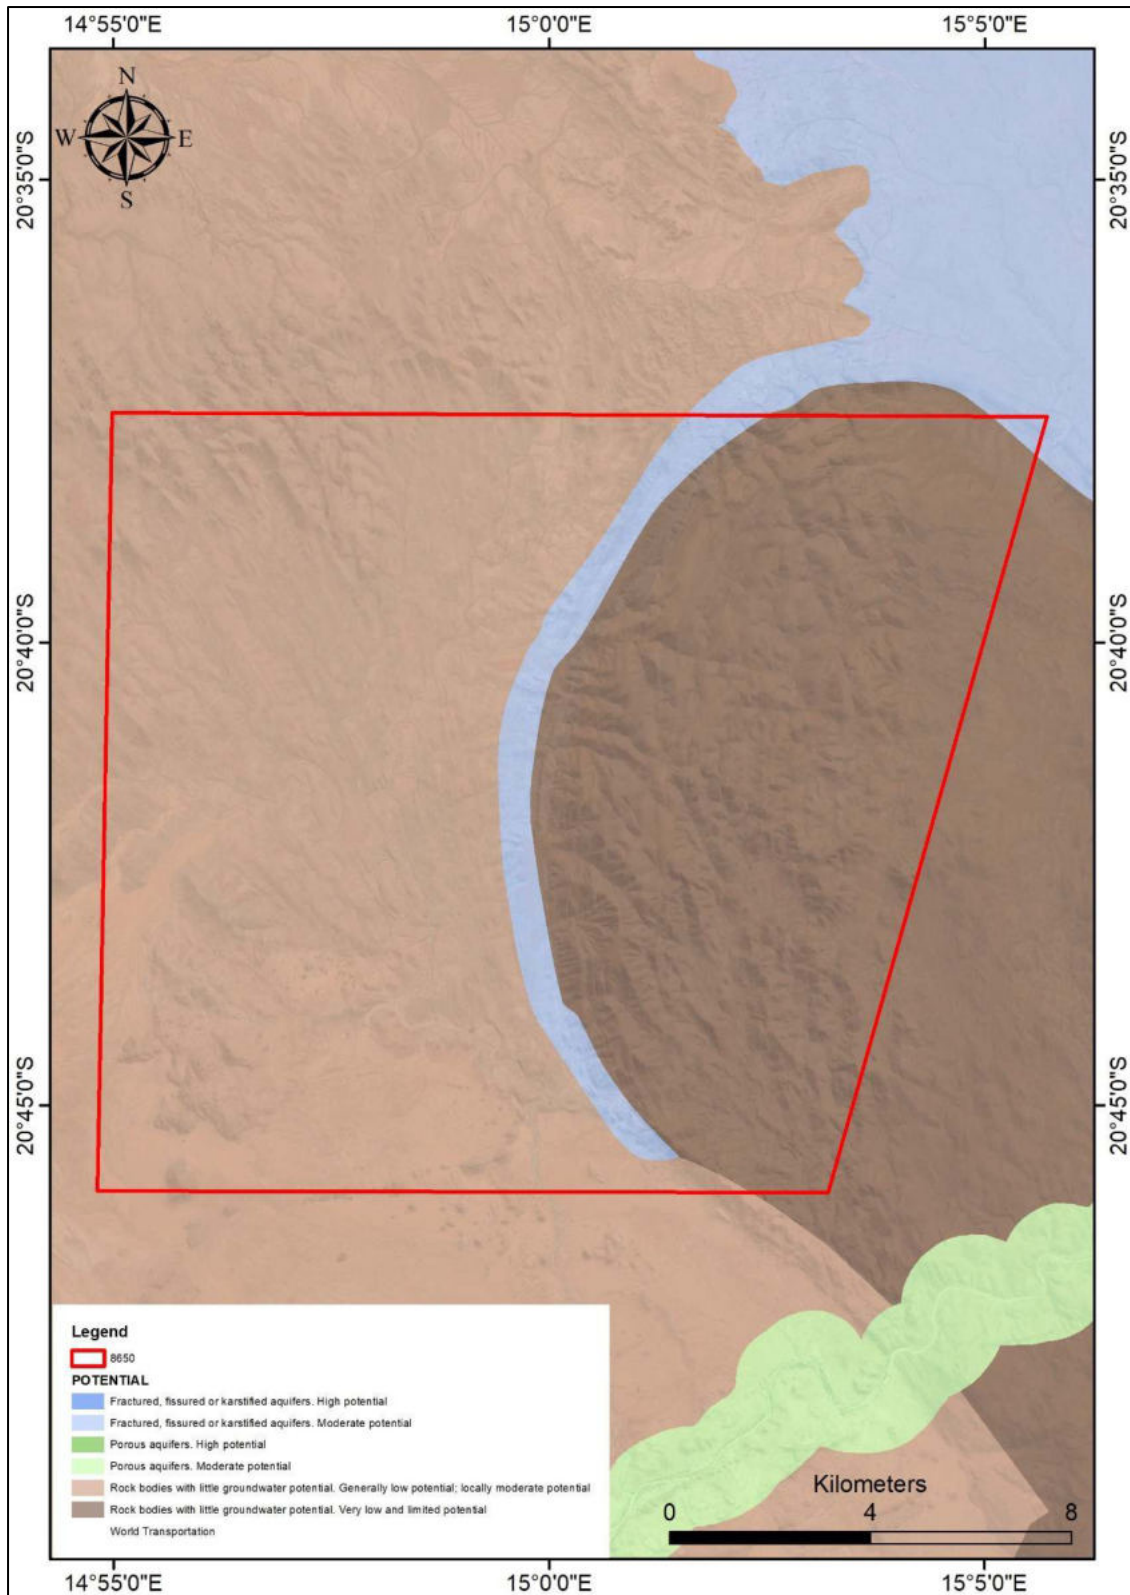 14°55'0"E 15°0'0"E 15°5'0"E
N
W E
S
20°35'0"S 20°35'0"S
20°40'0"S 20°40'0"S
20°45'0"S 20°45'0"S
Legend
8650
POTENTIAL
Fractured, fissured or karstified aquifers. High potential
Fractured, fissured or karstified aquifers. Moderate potential
Porous aquifers. High potential
Porous aquifers. Moderate potential
Rock bodies with little groundwater potential. Generally low potential; locally moderate potential
Rock bodies with little groundwater potential. Very low and limited potential
World Transportation
Kilometers
0 4 8
14°55'0"E 15°0'0"E 15°5'0"E